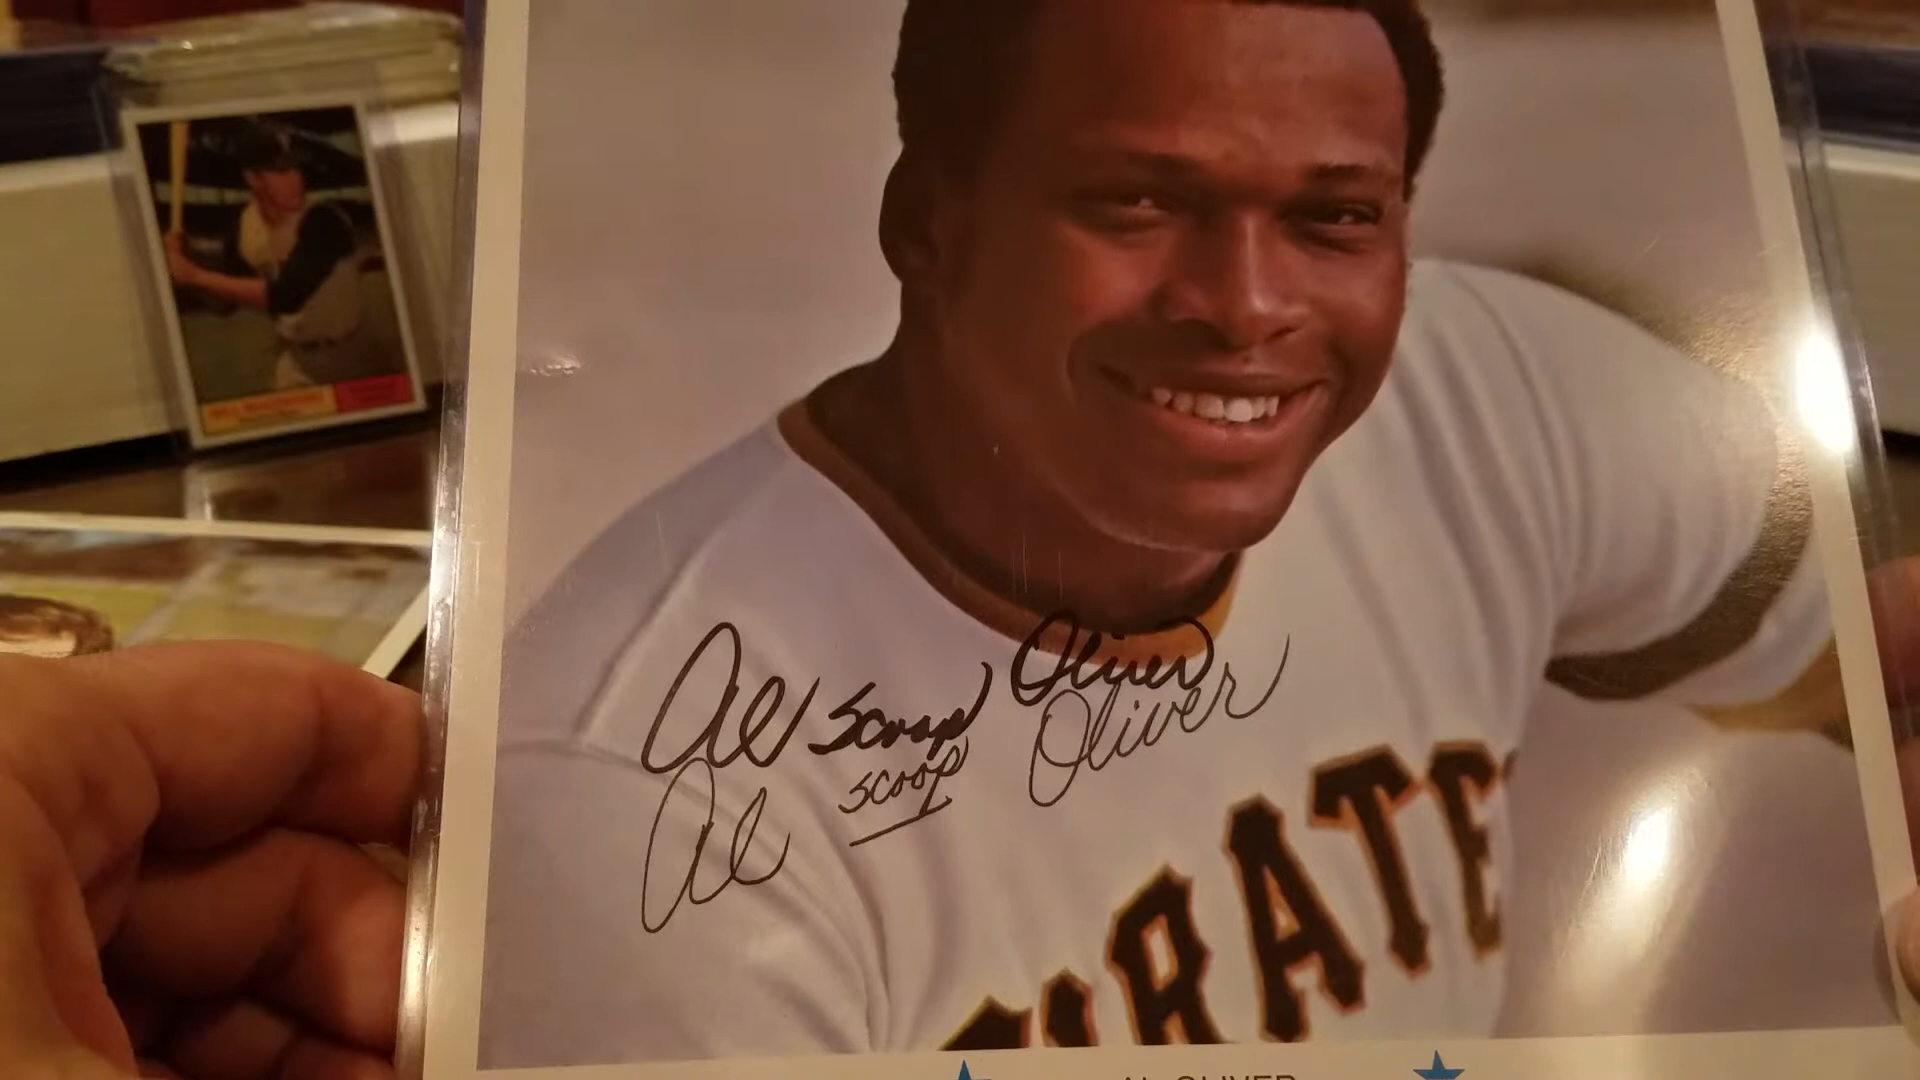 Al Scoop Oliver
Al scoop Oliver
PIRATES
AL OLIVER